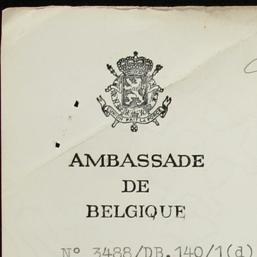 AMBASSADE
DE
BELGIQUE
N° 3488/DB.140/1(d)